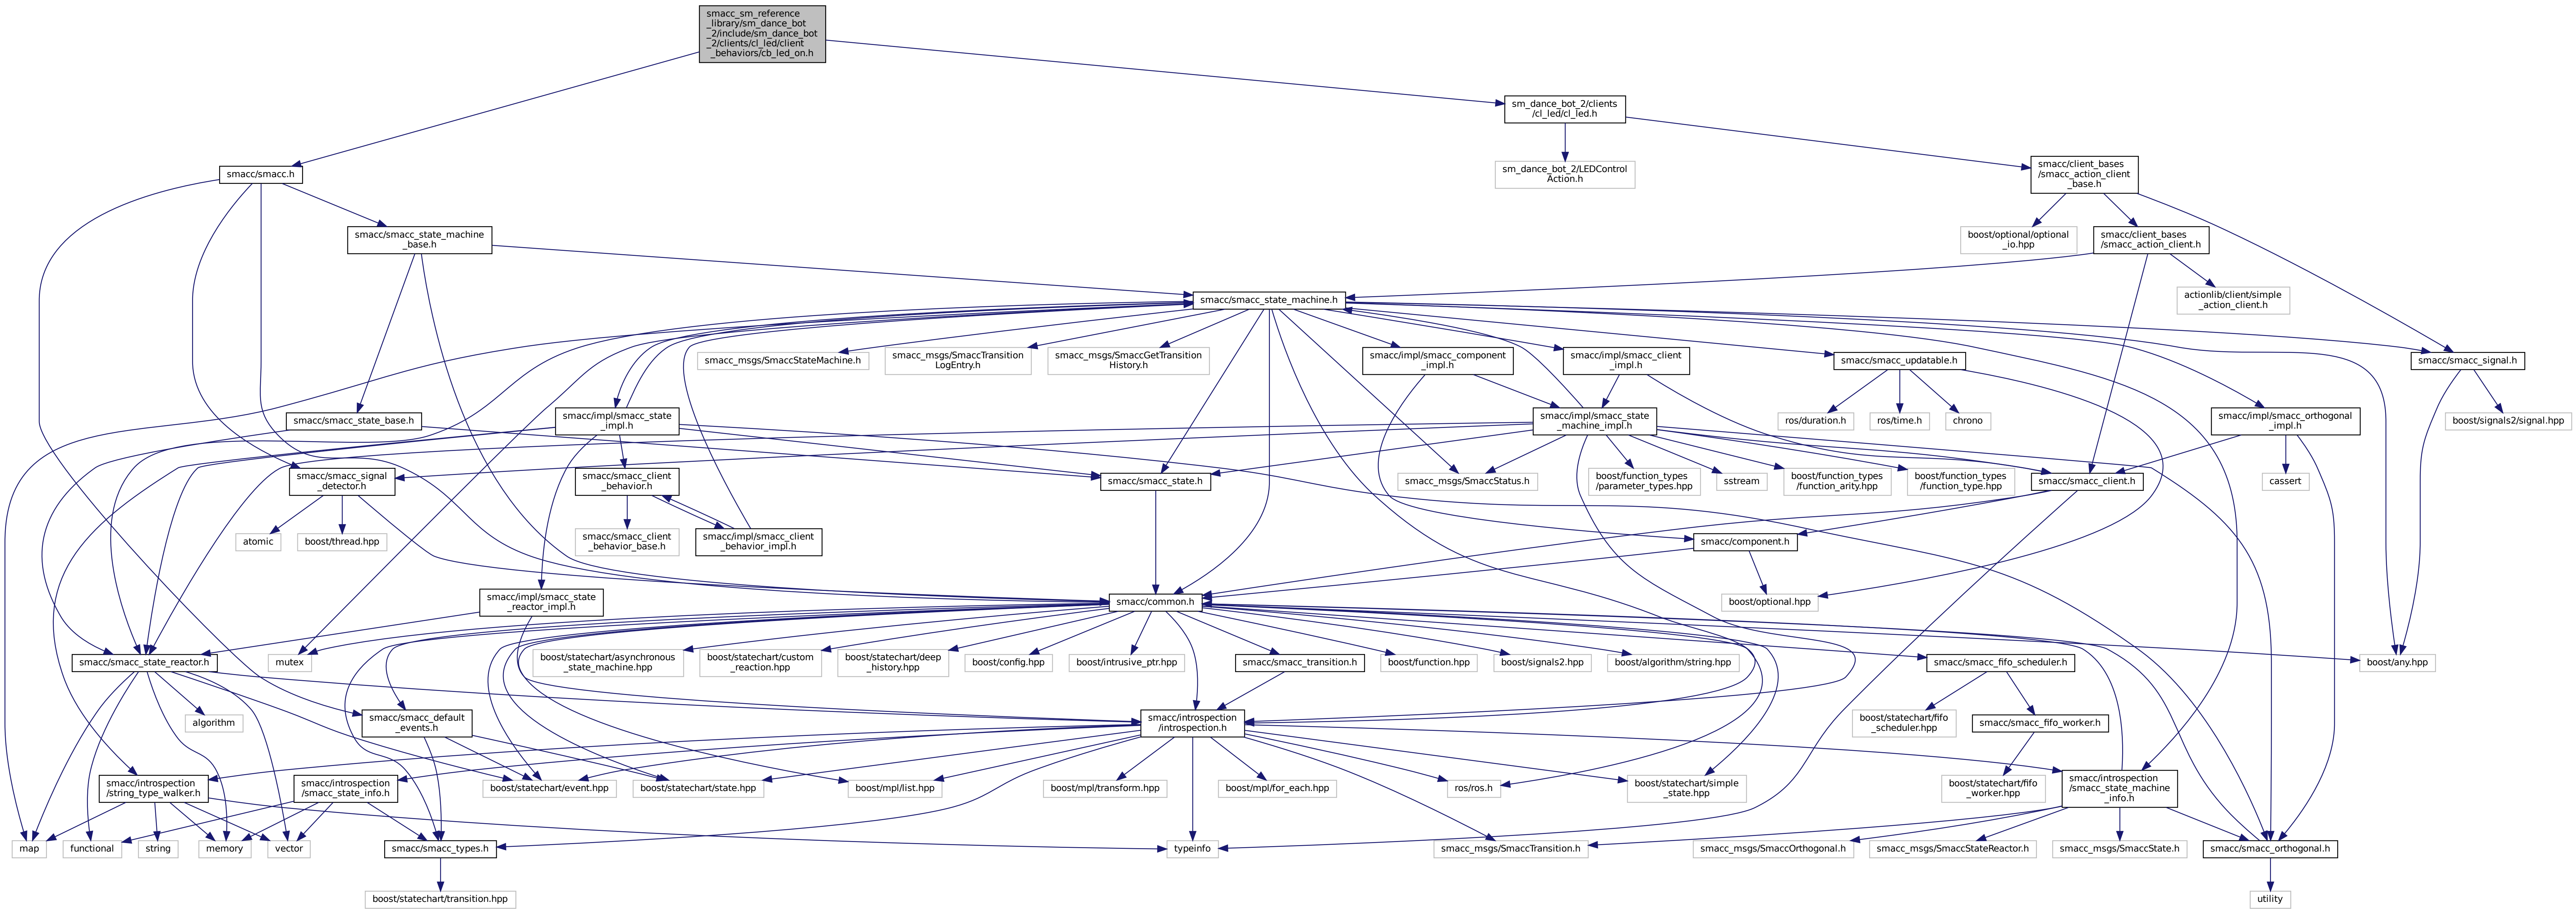 smacc_sm_reference
_library/sm_dance_bot
_2/include/sm_dance_bot
_2/clients/cl_led/client
_behaviors/cb_led_on.h
sm_dance_bot_2/clients
/cl_led/cl_led.h
smacc/smacc.h
sm_dance_bot_2/LEDControl
Action.h
smacc/client_bases
/smacc_action_client
_base.h
smacc/smacc_state_machine
_base.h
boost/optional/optional
_io.hpp
smacc/client_bases
/smacc_action_client.h
smacc/smacc_state_machine.h
actionlib/client/simple
_action_client.h
smacc_msgs/SmaccStateMachine.h
smacc_msgs/SmaccTransition
LogEntry.h
smacc_msgs/SmaccGetTransition
History.h
smacc/impl/smacc_component
_impl.h
smacc/impl/smacc_client
_impl.h
smacc/smacc_updatable.h
smacc/smacc_signal.h
smacc/smacc_state_base.h
smacc/impl/smacc_state
_impl.h
smacc/impl/smacc_state
_machine_impl.h
ros/duration.h
ros/time.h
chrono
smacc/impl/smacc_orthogonal
_impl.h
boost/signals2/signal.hpp
smacc/smacc_signal
_detector.h
smacc/smacc_client
_behavior.h
smacc/smacc_state.h
smacc_msgs/SmaccStatus.h
boost/function_types
/parameter_types.hpp
sstream
boost/function_types
/function_arity.hpp
boost/function_types
/function_type.hpp
smacc/smacc_client.h
cassert
atomic
boost/thread.hpp
smacc/smacc_client
_behavior_base.h
smacc/impl/smacc_client
_behavior_impl.h
smacc/component.h
smacc/impl/smacc_state
_reactor_impl.h
smacc/common.h
boost/optional.hpp
smacc/smacc_state_reactor.h
mutex
boost/statechart/asynchronous
_state_machine.hpp
boost/statechart/custom
_reaction.hpp
boost/statechart/deep
_history.hpp
boost/config.hpp
boost/intrusive_ptr.hpp
smacc/smacc_transition.h
boost/function.hpp
boost/signals2.hpp
boost/algorithm/string.hpp
smacc/smacc_fifo_scheduler.h
boost/any.hpp
algorithm
smacc/smacc_default
_events.h
smacc/introspection
/introspection.h
boost/statechart/fifo
_scheduler.hpp
smacc/smacc_fifo_worker.h
smacc/introspection
/string_type_walker.h
smacc/introspection
/smacc_state_info.h
boost/statechart/event.hpp
boost/statechart/state.hpp
boost/mpl/list.hpp
boost/mpl/transform.hpp
boost/mpl/for_each.hpp
ros/ros.h
boost/statechart/simple
_state.hpp
boost/statechart/fifo
_worker.hpp
smacc/introspection
/smacc_state_machine
_info.h
map
functional
string
memory
vector
smacc/smacc_types.h
typeinfo
smacc_msgs/SmaccTransition.h
smacc_msgs/SmaccOrthogonal.h
smacc_msgs/SmaccStateReactor.h
smacc_msgs/SmaccState.h
smacc/smacc_orthogonal.h
boost/statechart/transition.hpp
utility